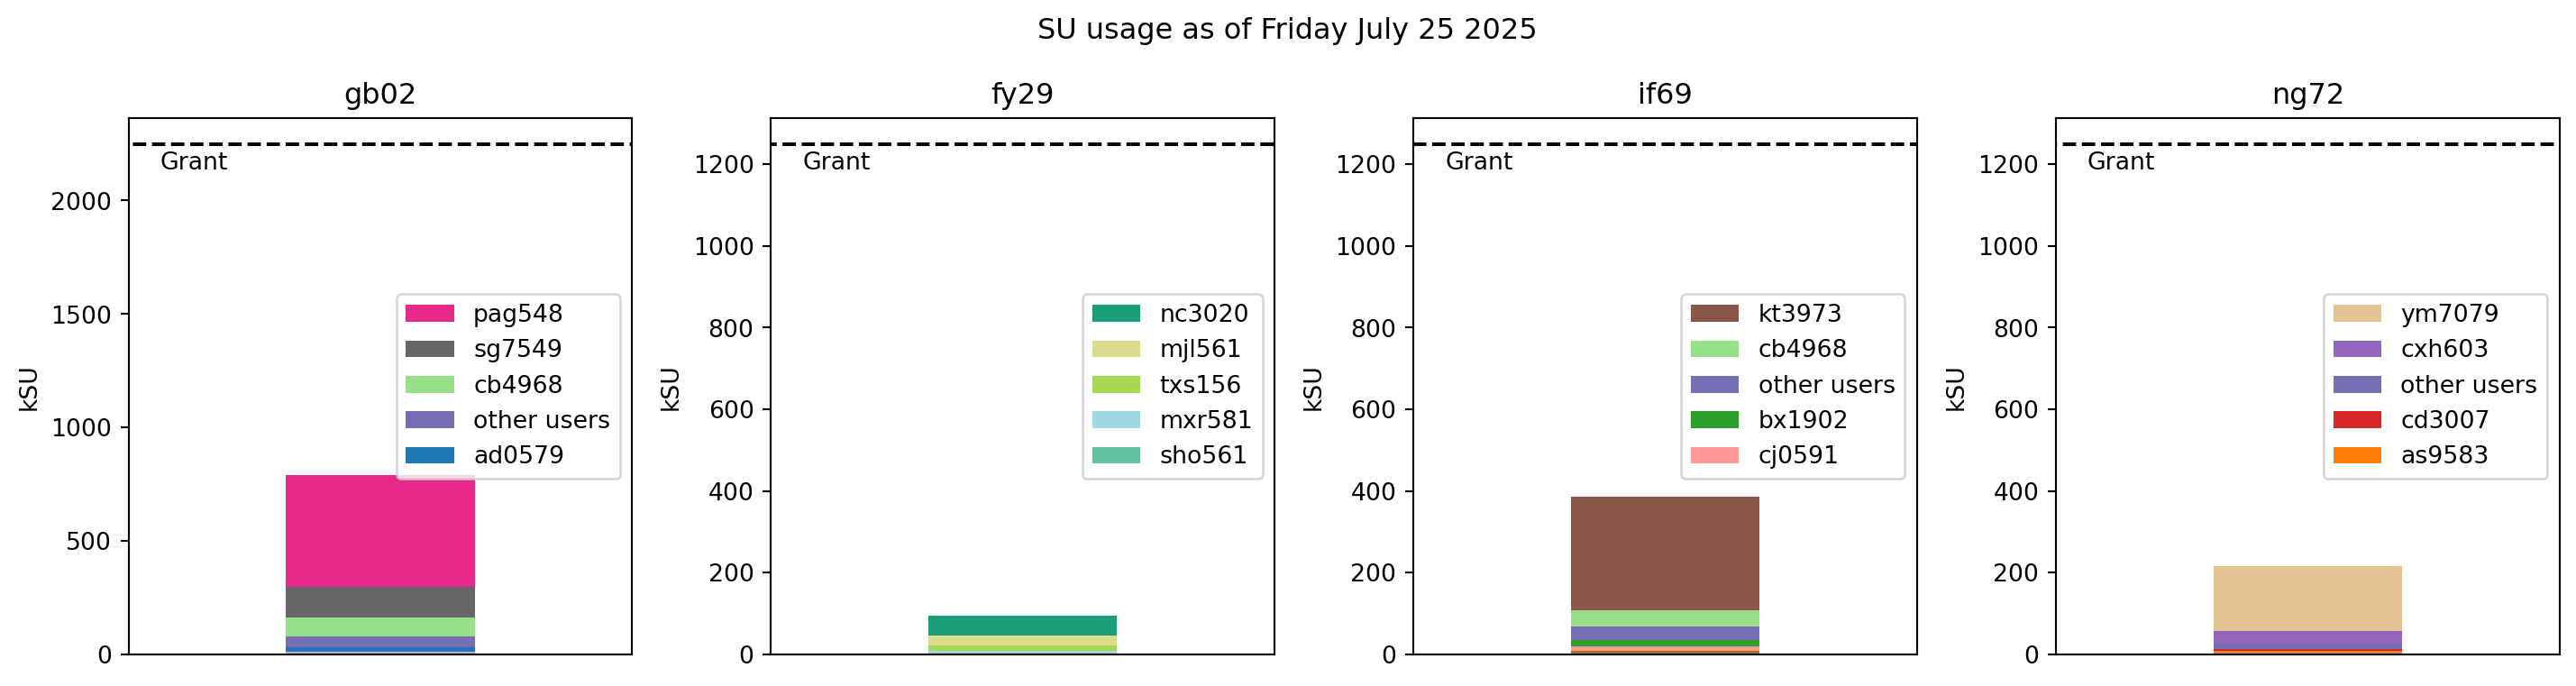 SU usage as of Friday July 25 2025
gb02
kSU
2000
1500
1000
500
0
Grant
pag548
sg7549
cb4968
other users
ad0579
fy29
kSU
1200
1000
800
600
400
200
0
Grant
nc3020
mjl561
txs156
mxr581
sho561
if69
kSU
1200
1000
800
600
400
200
0
Grant
kt3973
cb4968
other users
bx1902
cj0591
ng72
kSU
1200
1000
800
600
400
200
0
Grant
ym7079
cxh603
other users
cd3007
as9583